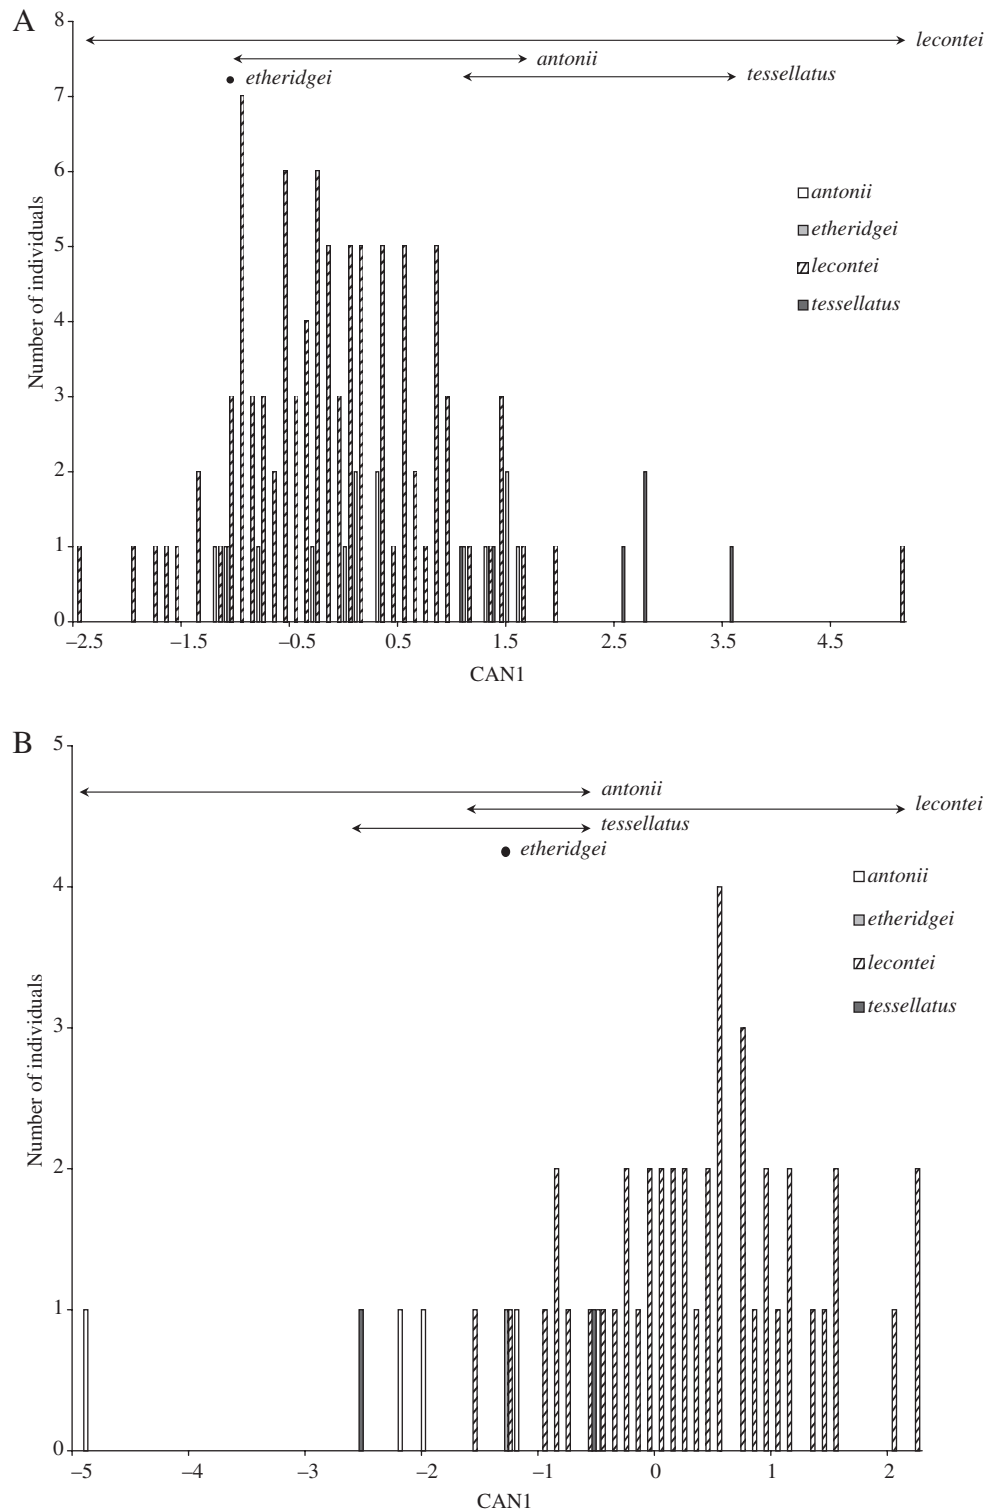 A
8
lecontei
antonii
tessellatus
etheridgei
7
6
antonii
5
etheridgei
lecontei
4
tessellatus
Number of individuals
3
2
1
0
−2.5 −1.5 −0.5 0.5 1.5 2.5 3.5 4.5
CAN1
B
5
antonii
lecontei
tessellatus
etheridgei
4
antonii
etheridgei
lecontei
tessellatus
3
Number of individuals
2
1
0
−5 −4 −3 −2 −1 0 1 2
CAN1